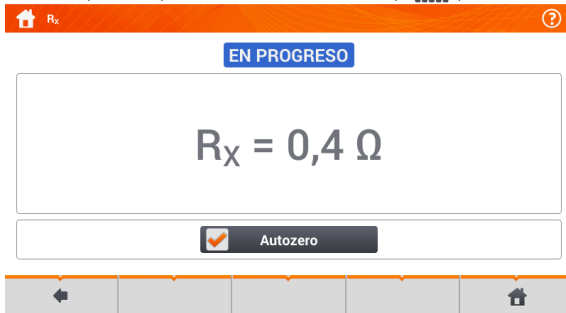 Rx
EN PROGRESO
RX = 0,4 Ω
Autozero